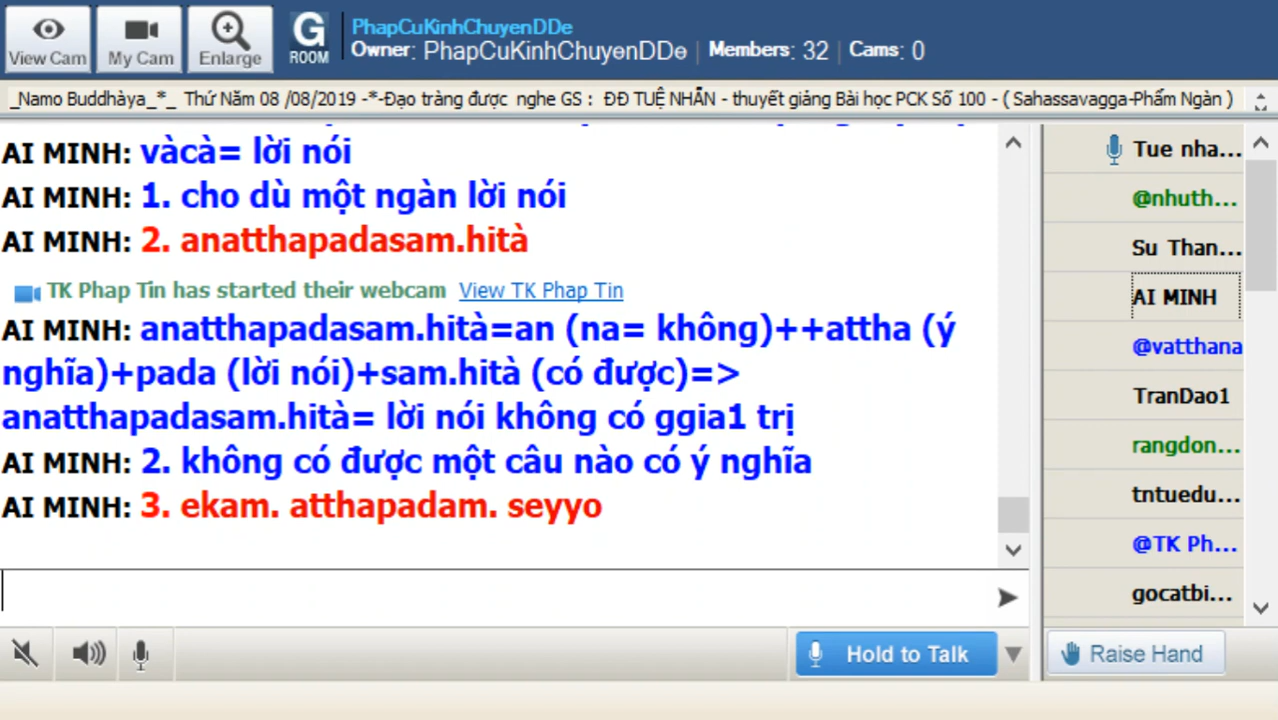 PhapCuKinhChuyenDDe
Owner: PhapCuKinhChuyenDDe | Members: 32 | Cams: 0
View Cam
My Cam
Enlarge
G
ROOM
_Namo Buddhàya_*_ Thứ Năm 08 /08/2019 -*-Đạo tràng được nghe GS : ĐĐ TUỆ NHẪN - thuyết giảng Bài học PCK Số 100 - ( Sahassavagga-Phẩm Ngàn )
AI MINH: vàcà= lời nói
AI MINH: 1. cho dù một ngàn lời nói
AI MINH: 2. anatthapadasam.hità
TK Phap Tin has started their webcam View TK Phap Tin
AI MINH: anatthapadasam.hità=an (na= không)++attha (ý
nghĩa)+pada (lời nói)+sam.hità (có được)=>
anatthapadasam.hità= lời nói không có ggia1 trị
AI MINH: 2. không có được một câu nào có ý nghĩa
AI MINH: 3. ekam. atthapadam. seyyo
Tue nha...
@nhuth...
Su Than...
AI MINH
@vatthana
TranDao1
rangdon...
tntuedu...
@TK Ph...
gocatbi...
Hold to Talk
Raise Hand